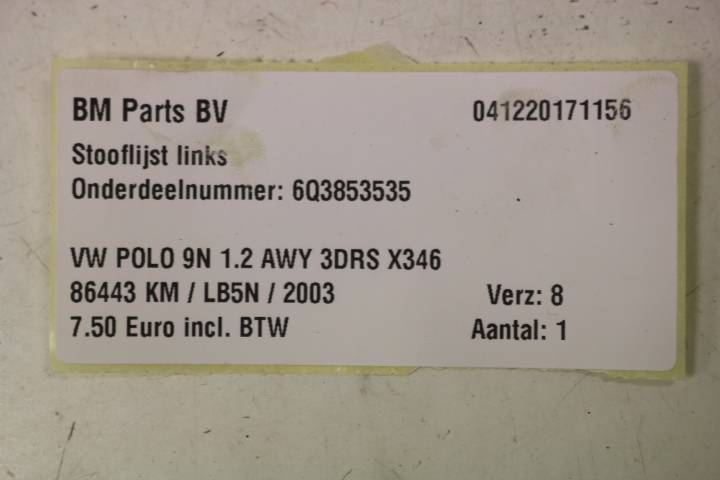 BM Parts BV 041220171156
Stooflijst links
Onderdeelnummer: 6Q3853535
VW POLO 9N 1.2 AWY 3DRS X346
86443 KM / LB5N / 2003 Verz: 8
7.50 Euro incl. BTW Aantal: 1